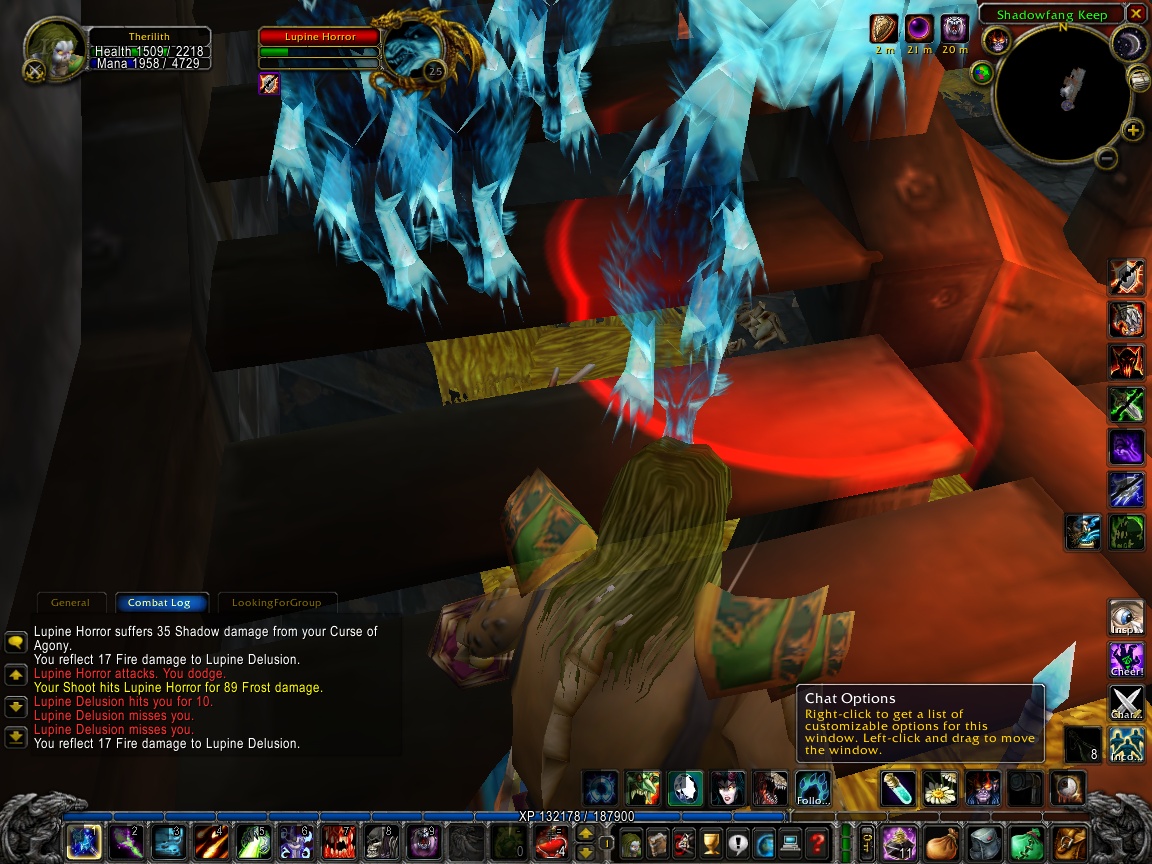 Therilith
Health 1509 / 2218
Mana 1958 / 4729
Lupine Horror
25
2 m
21 m
20 m
Shadowfang Keep
N
General
Combat Log
LookingForGroup
Lupine Horror suffers 35 Shadow damage from your Curse of
Agony.
You reflect 17 Fire damage to Lupine Delusion.
Lupine Horror attacks. You dodge.
Your Shoot hits Lupine Horror for 89 Frost damage.
Lupine Delusion hits you for 10.
Lupine Delusion misses you.
Lupine Delusion misses you.
You reflect 17 Fire damage to Lupine Delusion.
Chat Options
Right-click to get a list of
customizable options for this
window. Left-click and drag to move
the window.
Insp...
Cheer!
Char...
Inco...
8
Follo...
XP 132178 / 187900
2
3
4
5
6
7
8
9
0
1
11